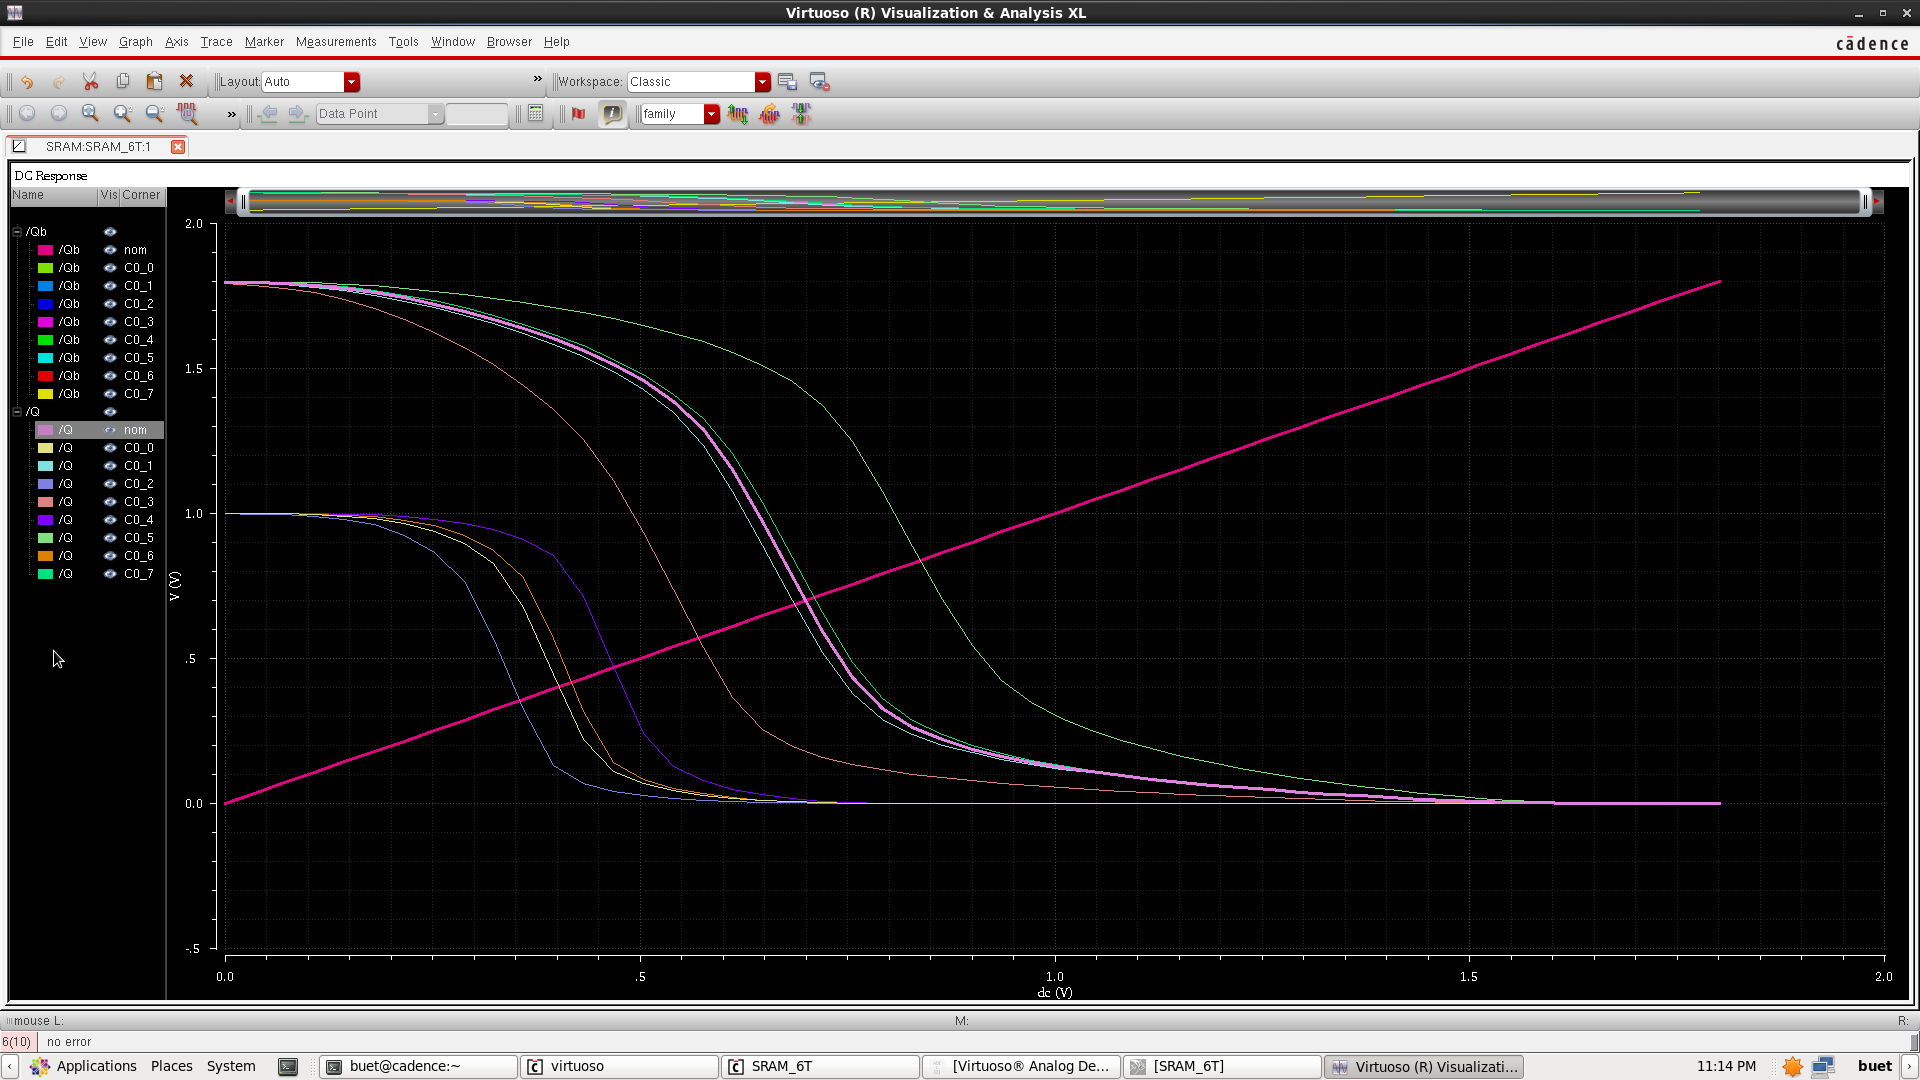 Virtuoso (R) Visualization & Analysis XL
File Edit View Graph Axis Trace Marker Measurements Tools Window Browser Help
cādence
Layout: Auto » Workspace: Classic
» Data Point family
SRAM:SRAM_6T:1
DC Response
Name Vis Corner
/Qb
/Qb nom
/Qb C0_0
/Qb C0_1
/Qb C0_2
/Qb C0_3
/Qb C0_4
/Qb C0_5
/Qb C0_6
/Qb C0_7
/Q
/Q nom
/Q C0_0
/Q C0_1
/Q C0_2
/Q C0_3
/Q C0_4
/Q C0_5
/Q C0_6
/Q C0_7
V (V)
2.0
1.5
1.0
.5
0.0
-.5
0.0 .5 1.0 1.5 2.0
dc (V)
mouse L: M: R:
6(10) no error
Applications Places System buet@cadence:~ virtuoso SRAM_6T [Virtuoso® Analog De... [SRAM_6T] Virtuoso (R) Visualizati... 11:14 PM buet